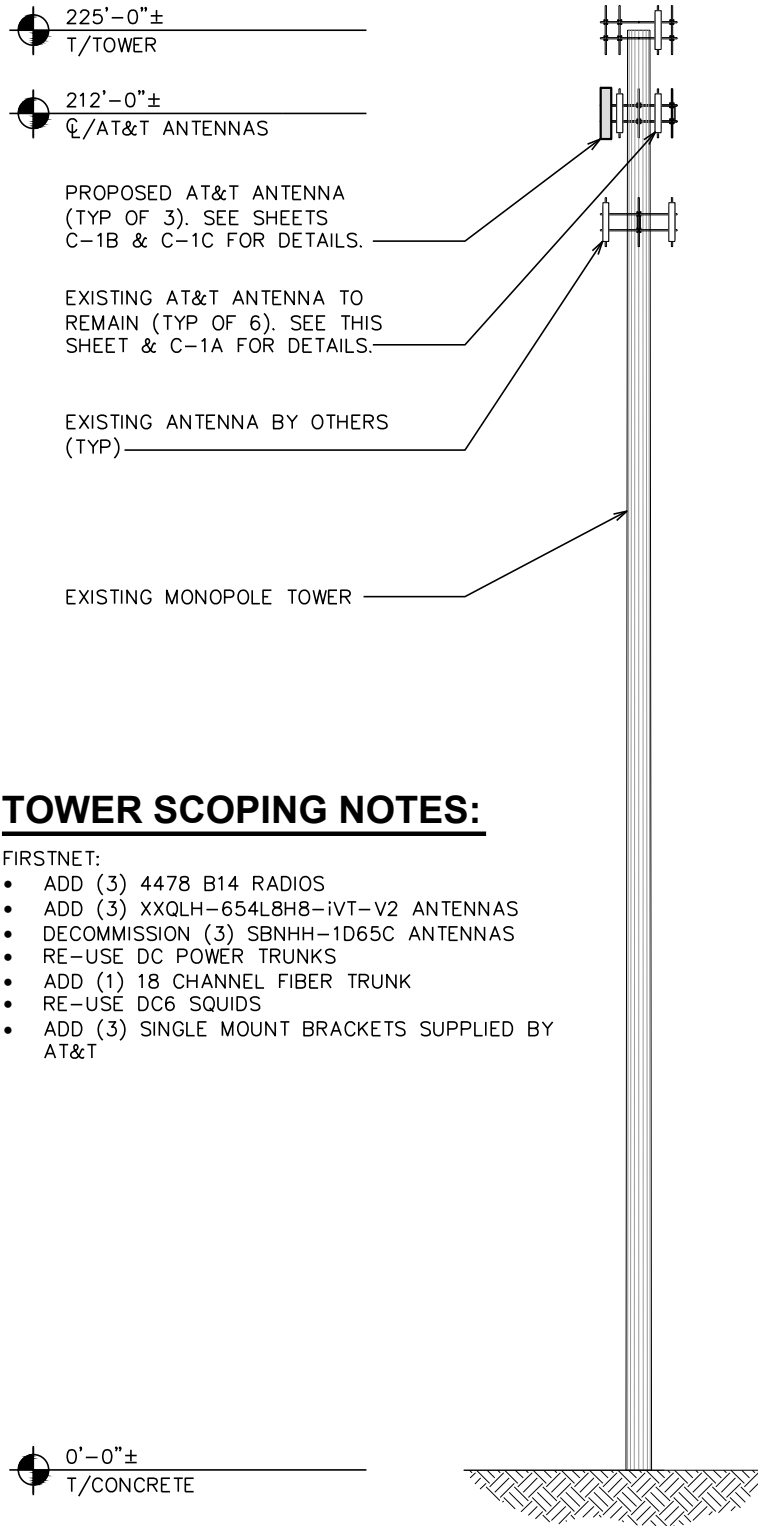 225'-0"±
T/TOWER
212'-0"±
℄/AT&T ANTENNAS
PROPOSED AT&T ANTENNA
(TYP OF 3). SEE SHEETS
C-1B & C-1C FOR DETAILS.
EXISTING AT&T ANTENNA TO
REMAIN (TYP OF 6). SEE THIS
SHEET & C-1A FOR DETAILS.
EXISTING ANTENNA BY OTHERS
(TYP)
EXISTING MONOPOLE TOWER
TOWER SCOPING NOTES:
FIRSTNET:
• ADD (3) 4478 B14 RADIOS
• ADD (3) XXQLH-654L8H8-iVT-V2 ANTENNAS
• DECOMMISSION (3) SBNHH-1D65C ANTENNAS
• RE-USE DC POWER TRUNKS
• ADD (1) 18 CHANNEL FIBER TRUNK
• RE-USE DC6 SQUIDS
• ADD (3) SINGLE MOUNT BRACKETS SUPPLIED BY
AT&T
0'-0"±
T/CONCRETE